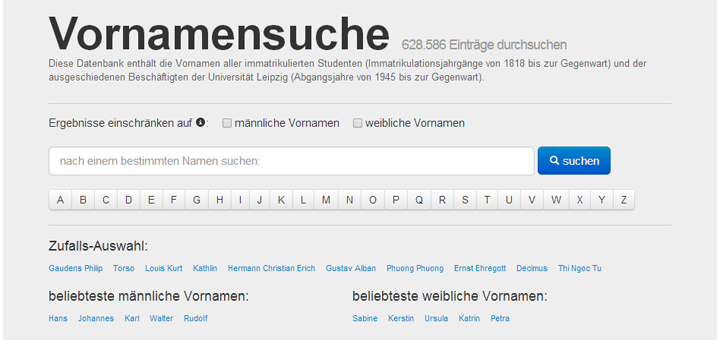 Vornamensuche 628.586 Einträge durchsuchen
Diese Datenbank enthält die Vornamen aller immatrikulierten Studenten (Immatrikulationsjahrgänge von 1818 bis zur Gegenwart) und der
ausgeschiedenen Beschäftigten der Universität Leipzig (Abgangsjahre von 1945 bis zur Gegenwart).
Ergebnisse einschränken auf : männliche Vornamen weibliche Vornamen
nach einem bestimmten Namen suchen: suchen
A B C D E F G H I J K L M N O P Q R S T U V W X Y Z
Zufalls-Auswahl:
Gaudens Philip Torso Louis Kurt Kathlin Hermann Christian Erich Gustav Alban Phuong Phuong Ernst Ehregott Decimus Thi Ngoc Tu
beliebteste männliche Vornamen: beliebteste weibliche Vornamen:
Hans Johannes Karl Walter Rudolf Sabine Kerstin Ursula Katrin Petra